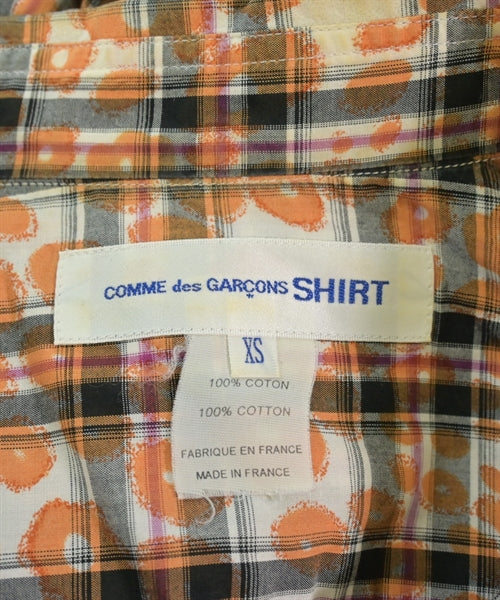 COMME des GARÇONS SHIRT
XS
100% COTON
100% COTTON
FABRIQUE EN FRANCE
MADE IN FRANCE